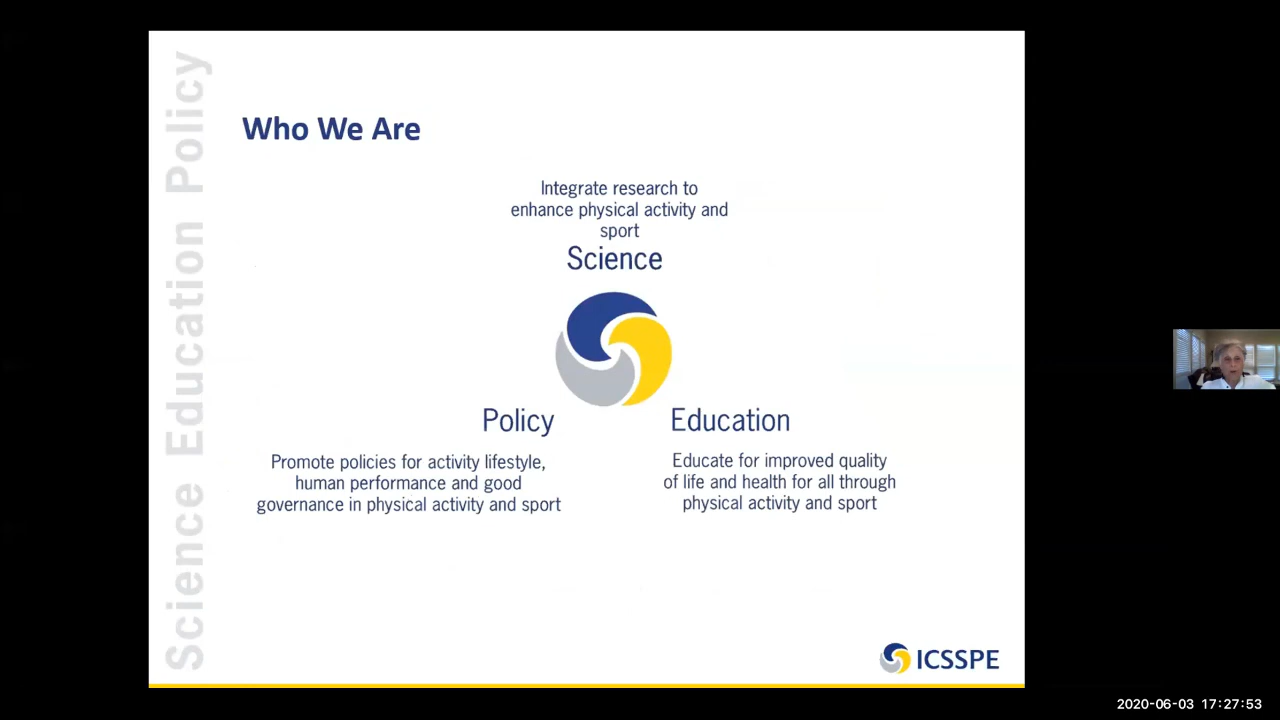 Science Education Policy
Who We Are
Integrate research to
enhance physical activity and
sport
Science
Policy
Education
Promote policies for activity lifestyle,
human performance and good
governance in physical activity and sport
Educate for improved quality
of life and health for all through
physical activity and sport
ICSSPE
2020-06-03 17:27:53